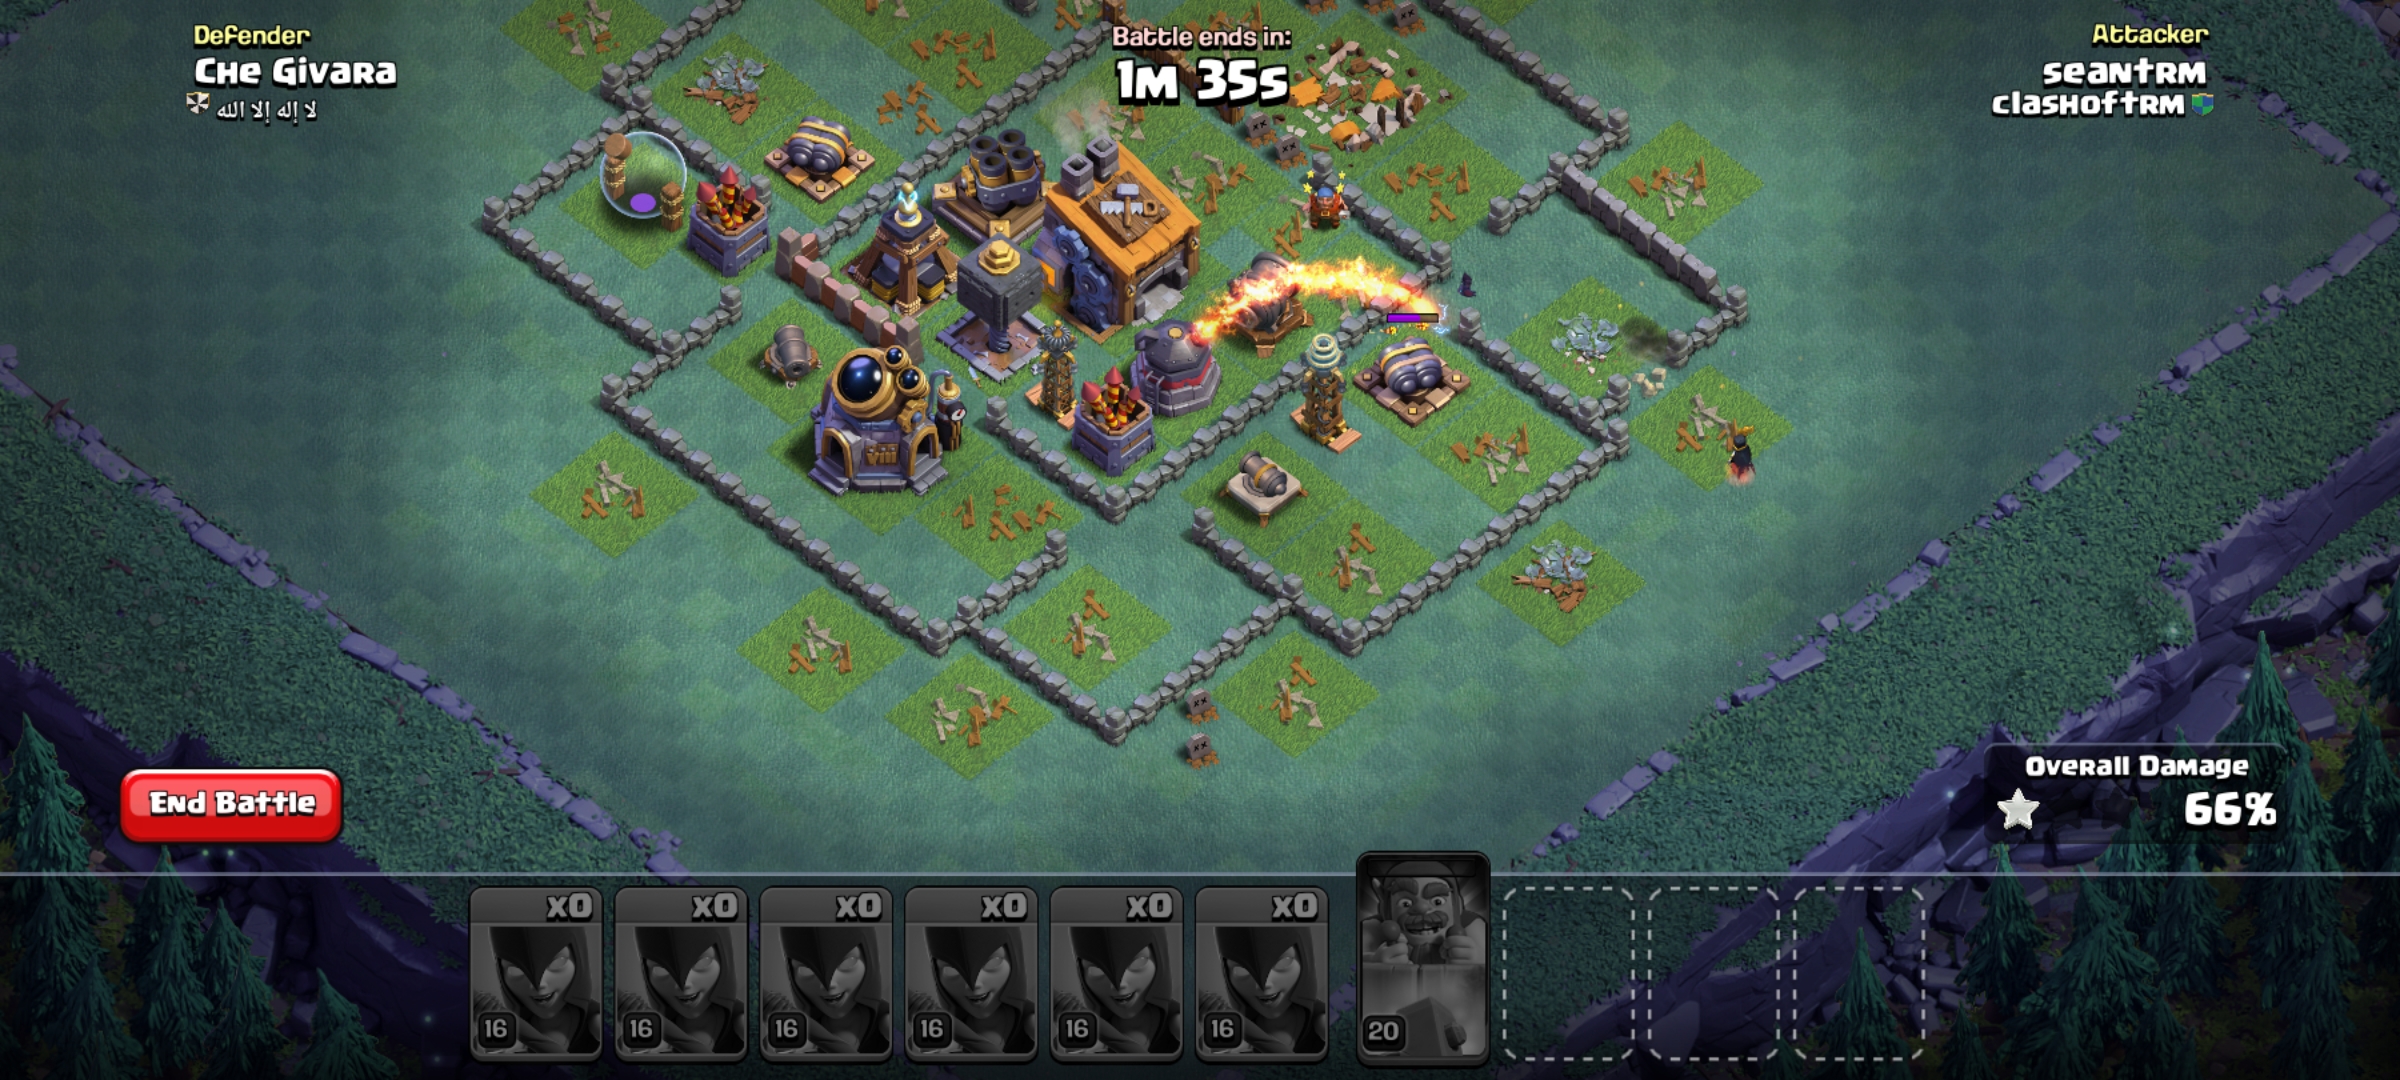 Defender
Che Givara
لا إله إلا الله
Battle ends in:
1M 35s
Attacker
seantRM
clashoftRM
VIII
End Battle
Overall Damage
66%
x0
x0
x0
x0
x0
x0
16
16
16
16
16
16
20